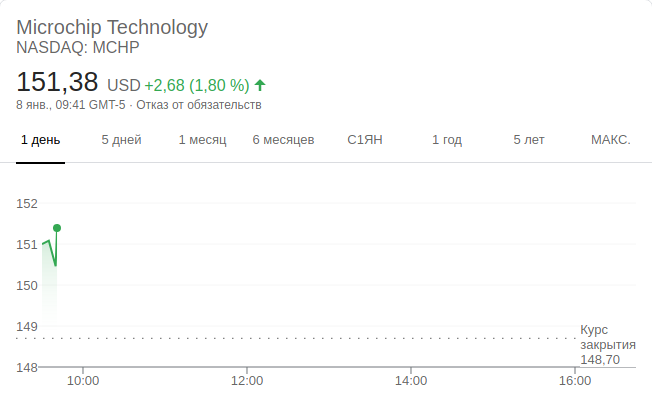 Microchip Technology
NASDAQ: MCHP
151,38 USD +2,68 (1,80 %)
8 янв., 09:41 GMT-5 · Отказ от обязательств
1 день 5 дней 1 месяц 6 месяцев С1ЯН 1 год 5 лет МАКС.
152
151
150
149
Курс
закрытия
148,70
148
10:00 12:00 14:00 16:00